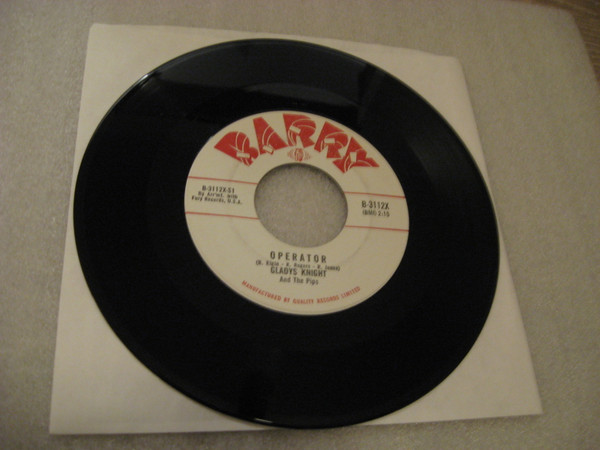 BARRY
B-3112X-S1
By Arr'mt. with
Fury Records, U.S.A.
B-3112X
(BMI) 2:15
OPERATOR
GLADYS KNIGHT
And The Pips
MANUFACTURED BY QUALITY RECORDS LIMITED